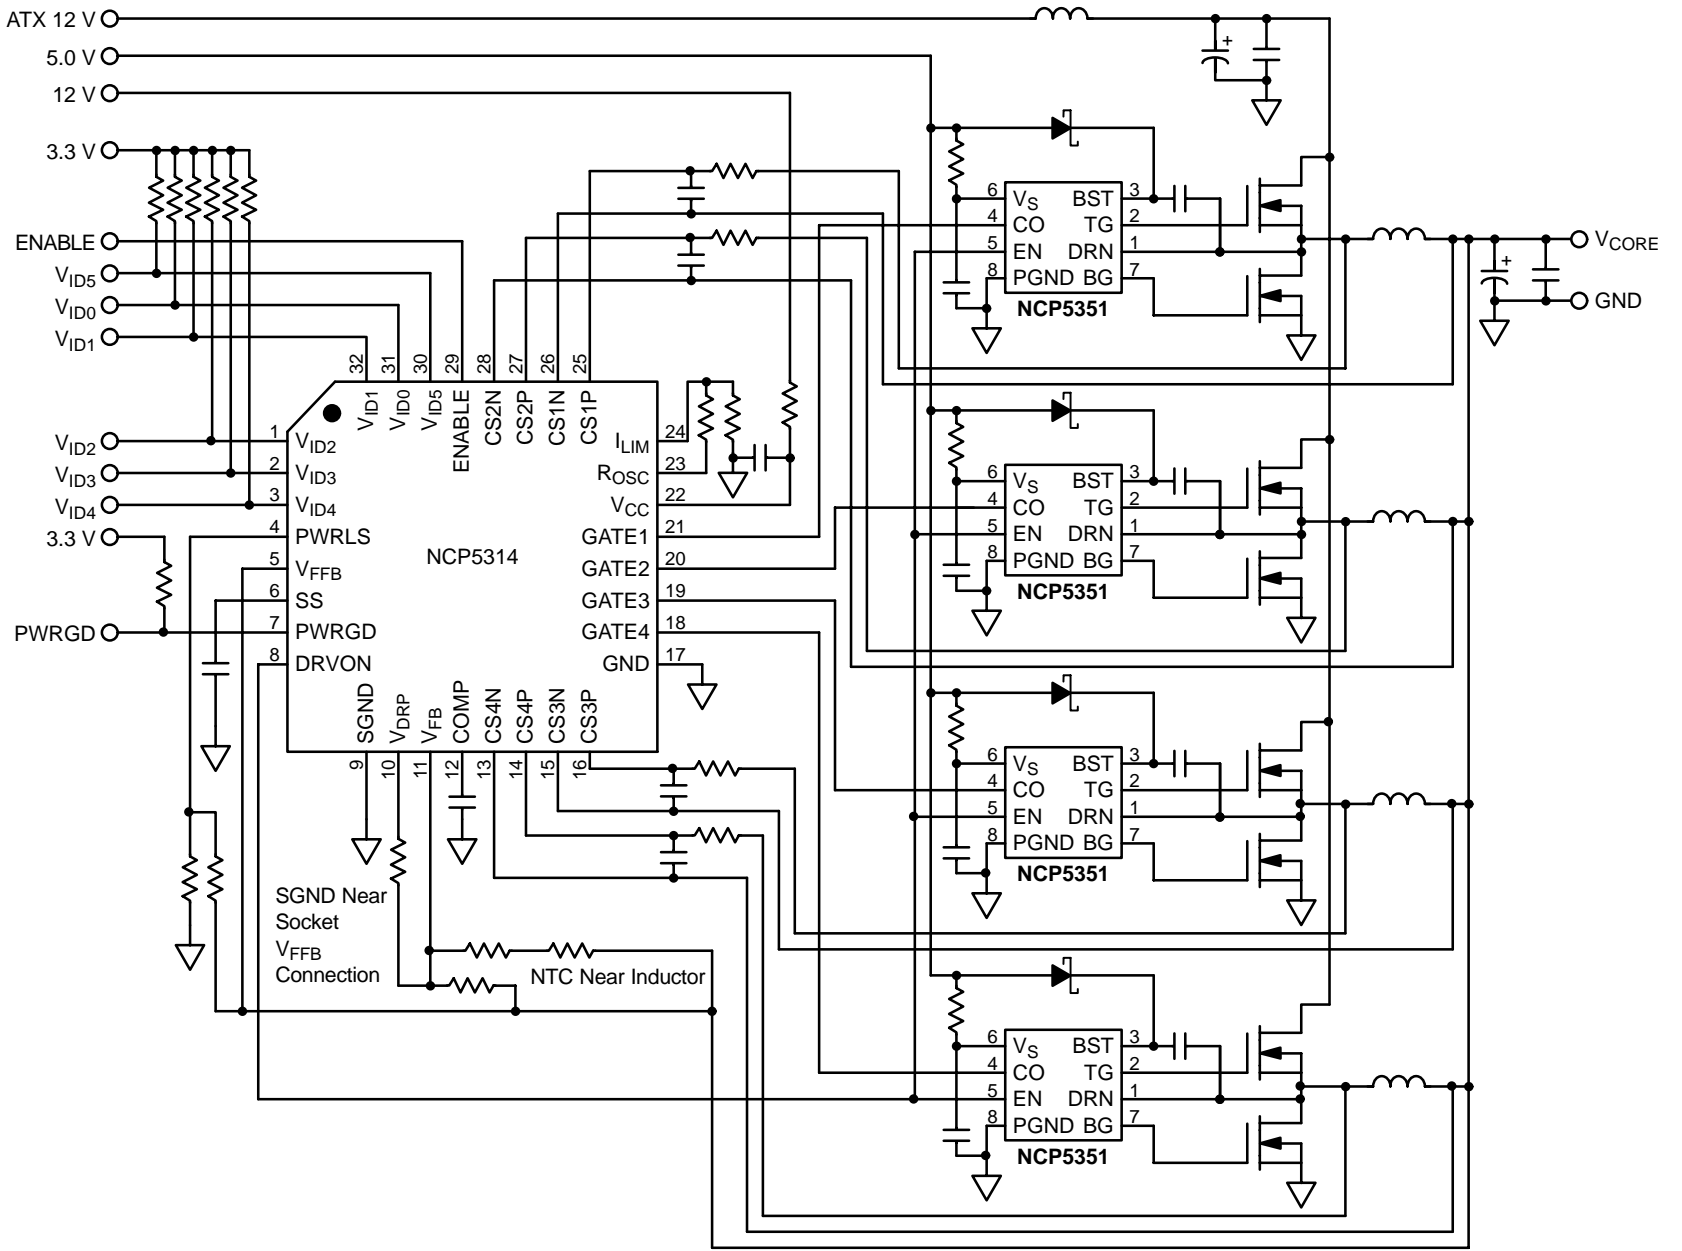 ATX 12 V
5.0 V
12 V
3.3 V
ENABLE
VID5
VID0
VID1
VID2
VID3
VID4
3.3 V
PWRGD
32 31 30 29 28 27 26 25
VID1 VID0 VID5 ENABLE CS2N CS2P CS1N CS1P
1 VID2
2 VID3
3 VID4
4 PWRLS
5 VFFB
6 SS
7 PWRGD
8 DRVON
NCP5314
ILIM 24
ROSC 23
VCC 22
GATE1 21
GATE2 20
GATE3 19
GATE4 18
GND 17
SGND VDRP VFB COMP CS4N CS4P CS3N CS3P
9 10 11 12 13 14 15 16
SGND Near
Socket
VFFB
Connection
NTC Near Inductor
+
6 VS BST 3
4 CO TG 2
5 EN DRN 1
8 PGND BG 7
NCP5351
VCORE
+
GND
6 VS BST 3
4 CO TG 2
5 EN DRN 1
8 PGND BG 7
NCP5351
6 VS BST 3
4 CO TG 2
5 EN DRN 1
8 PGND BG 7
NCP5351
6 VS BST 3
4 CO TG 2
5 EN DRN 1
8 PGND BG 7
NCP5351